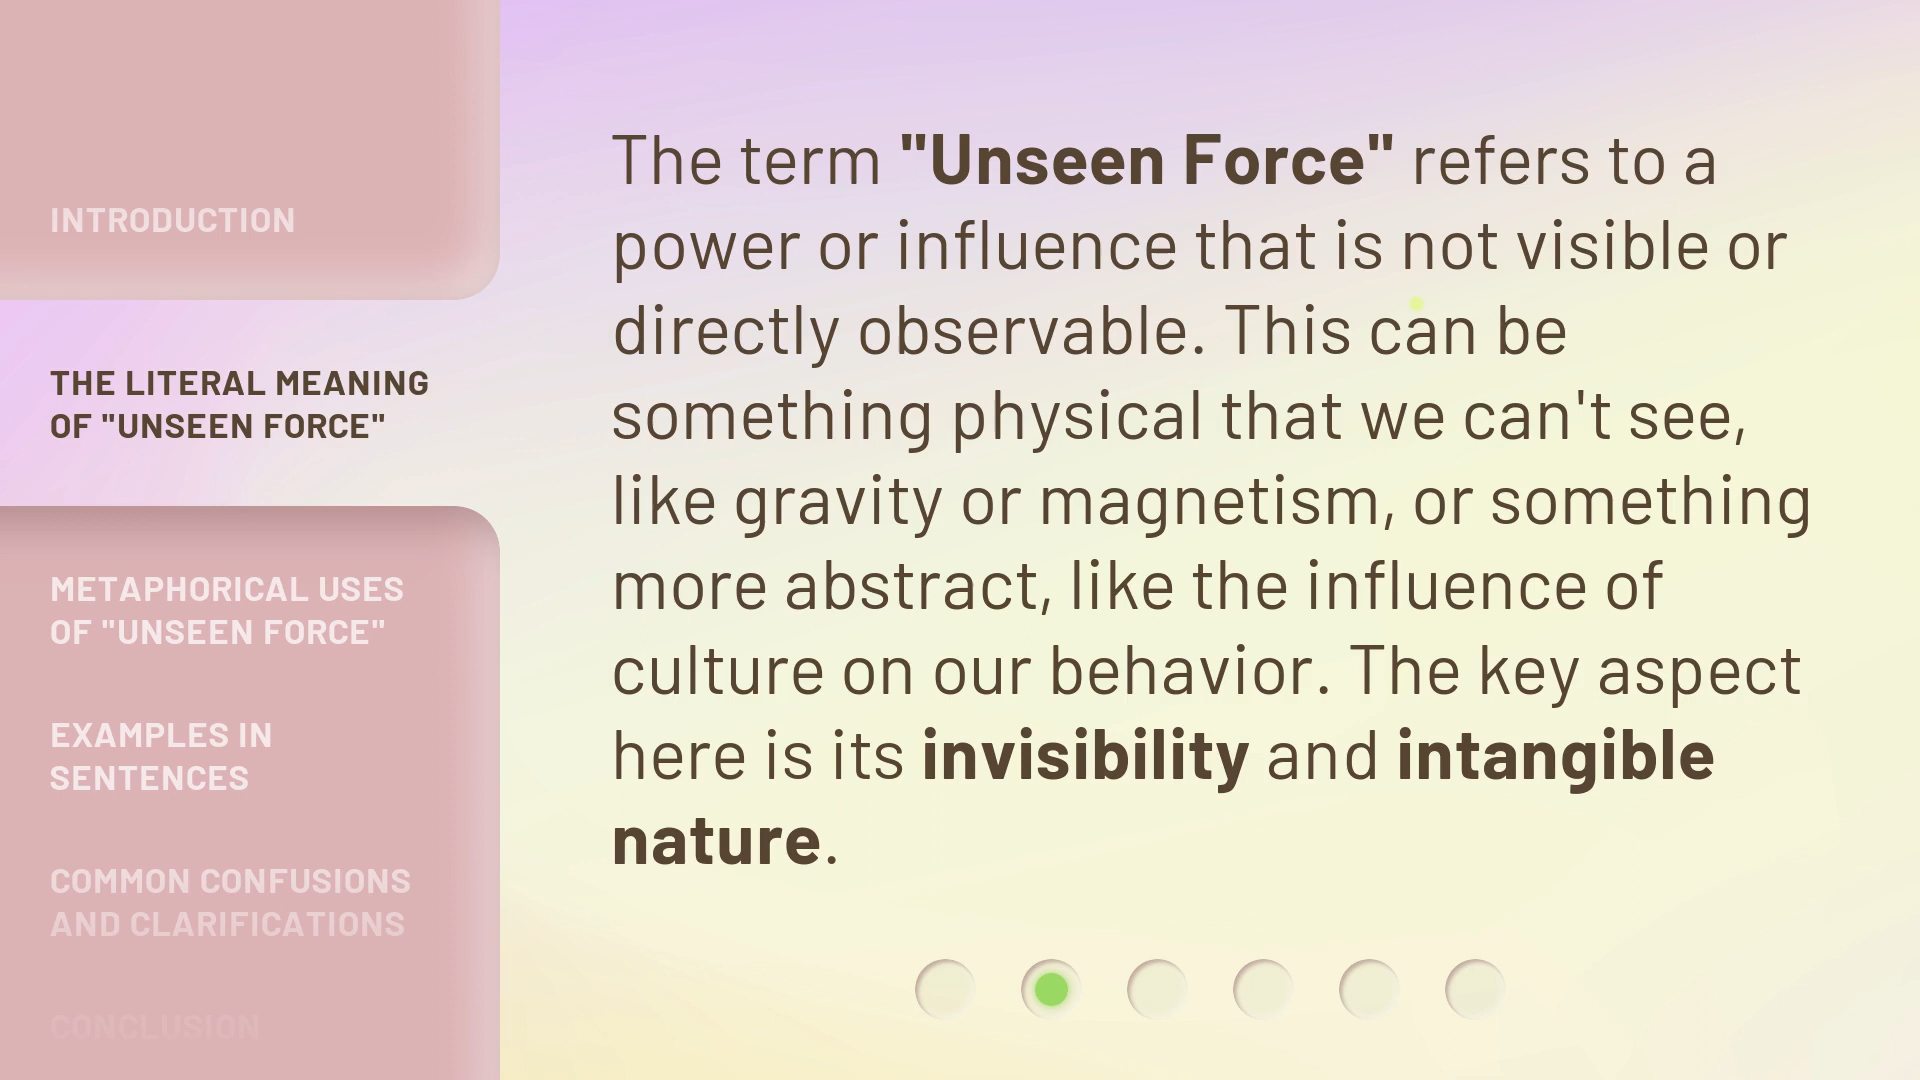 INTRODUCTION
THE LITERAL MEANING
OF "UNSEEN FORCE"
METAPHORICAL USES
OF "UNSEEN FORCE"
EXAMPLES IN
SENTENCES
COMMON CONFUSIONS
AND CLARIFICATIONS
CONCLUSION
The term "Unseen Force" refers to a
power or influence that is not visible or
directly observable. This can be
something physical that we can't see,
like gravity or magnetism, or something
more abstract, like the influence of
culture on our behavior. The key aspect
here is its invisibility and intangible
nature.